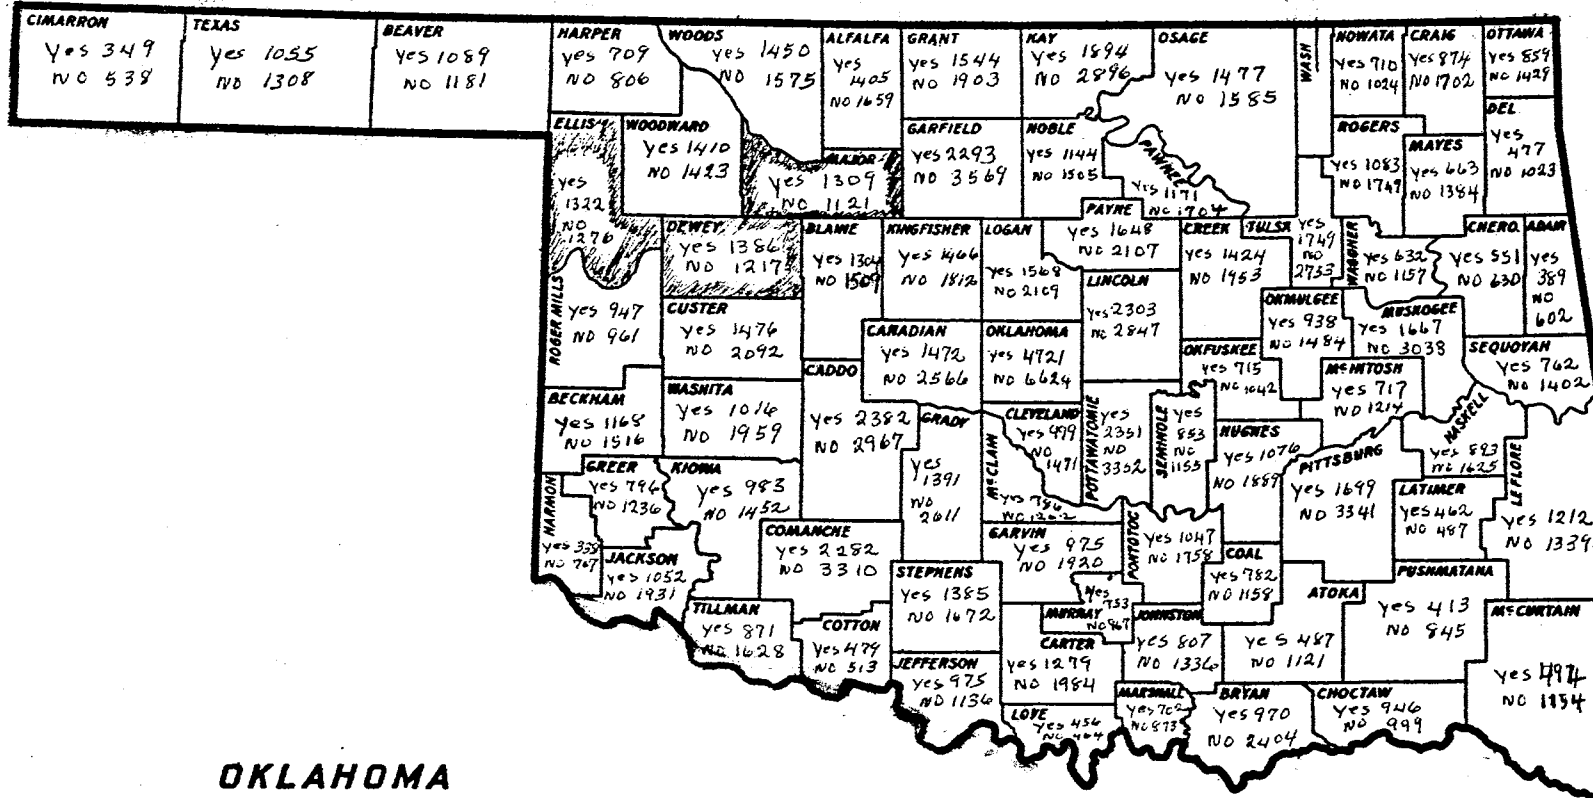 CIMARRON
Yes 349
NO 538
TEXAS
Yes 1055
NO 1308
BEAVER
Yes 1089
NO 1181
HARPER
Yes 709
NO 806
WOODS
Yes 1450
NO 1575
ALFALFA
Yes
1405
NO 1659
GRANT
Yes 1544
NO 1903
KAY
Yes 1894
NO 2896
OSAGE
Yes 1477
NO 1585
WASH
NOWATA
Yes 710
NO 1024
CRAIG
Yes 874
NO 1702
OTTAWA
Yes 859
NO 1429
DEL
Yes
477
NO 1023
ELLIS
Yes
1322
NO
1276
WOODWARD
Yes 1410
NO 1423
MAJOR
Yes 1309
NO 1121
GARFIELD
Yes 2293
NO 3569
NOBLE
Yes 1144
NO 1505
PAWNEE
Yes 1171
NO 1704
ROGERS
Yes 1083
NO 1749
MAYES
Yes 663
NO 1384
DEWEY
Yes 1386
NO 1217
BLAINE
Yes 1304
NO 1509
KINGFISHER
Yes 1466
NO 1812
LOGAN
Yes 1568
NO 2109
PAYNE
Yes 1648
NO 2107
CREEK
Yes 1424
NO 1953
TULSA
Yes
1749
NO
2733
WAGONER
Yes 632
NO 1157
CHERO.
Yes 551
NO 630
ADAIR
Yes
389
NO
602
ROGER MILLS
Yes 947
NO 961
CUSTER
Yes 1476
NO 2092
CANADIAN
Yes 1472
NO 2566
OKLAHOMA
Yes 4721
NO 6624
LINCOLN
Yes 2303
NO 2847
OKMULGEE
Yes 938
NO 1484
MUSKOGEE
Yes 1667
NO 3038
SEQUOYAH
Yes 762
NO 1402
OKFUSKEE
Yes 715
NO 1042
MCINTOSH
Yes 717
NO 1214
BECKHAM
Yes 1168
NO 1516
WASHITA
Yes 1016
NO 1959
CADDO
Yes 2382
NO 2967
GRADY
Yes
1391
NO
2611
MCCLAIN
CLEVELAND
Yes 999
NO
1471
POTTAWATOMIE
Yes
2351
NO
3352
SEMINOLE
Yes
853
NO
1155
HUGHES
Yes 1076
NO 1889
PITTSBURG
Yes 1699
NO 3341
HASKELL
Yes 893
NO 1625
LE FLORE
Yes 1212
NO 1339
LATIMER
Yes 462
NO 487
HARMON
Yes 339
NO 767
GREER
Yes 796
NO 1236
KIOWA
Yes 983
NO 1452
JACKSON
Yes 1052
NO 1931
COMANCHE
Yes 2282
NO 3310
STEPHENS
Yes 1385
NO 1672
GARVIN
Yes 975
NO 1920
PONTOTOC
Yes 1047
NO 1758
COAL
Yes 782
NO 1158
ATOKA
Yes 487
NO 1121
PUSHMATAHA
Yes 413
NO 845
MCCURTAIN
Yes 4974
NO 1154
TILLMAN
Yes 871
NO 1628
COTTON
Yes 479
NO 513
JEFFERSON
Yes 975
NO 1136
MURRAY
Yes
753
NO 967
JOHNSTON
Yes 807
NO 1336
CARTER
Yes 1279
NO 1984
LOVE
Yes 456
NO 464
MARSHALL
Yes 702
NO 873
BRYAN
Yes 970
NO 2404
CHOCTAW
Yes 946
NO 999
OKLAHOMA